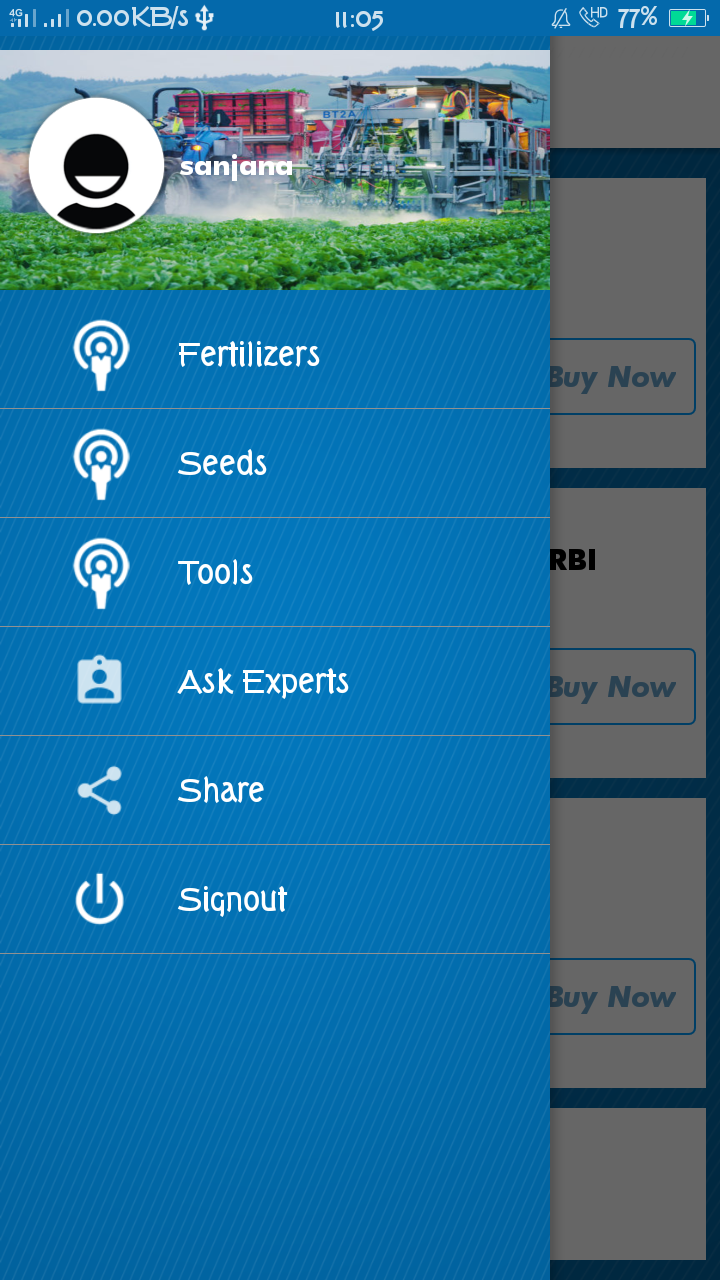 4G 0.00KB/s 11:05 HD 77%
BT2A
sanjana
Fertilizers
Buy Now
Seeds
RBI
Tools
Ask Experts
Buy Now
Share
Signout
Buy Now